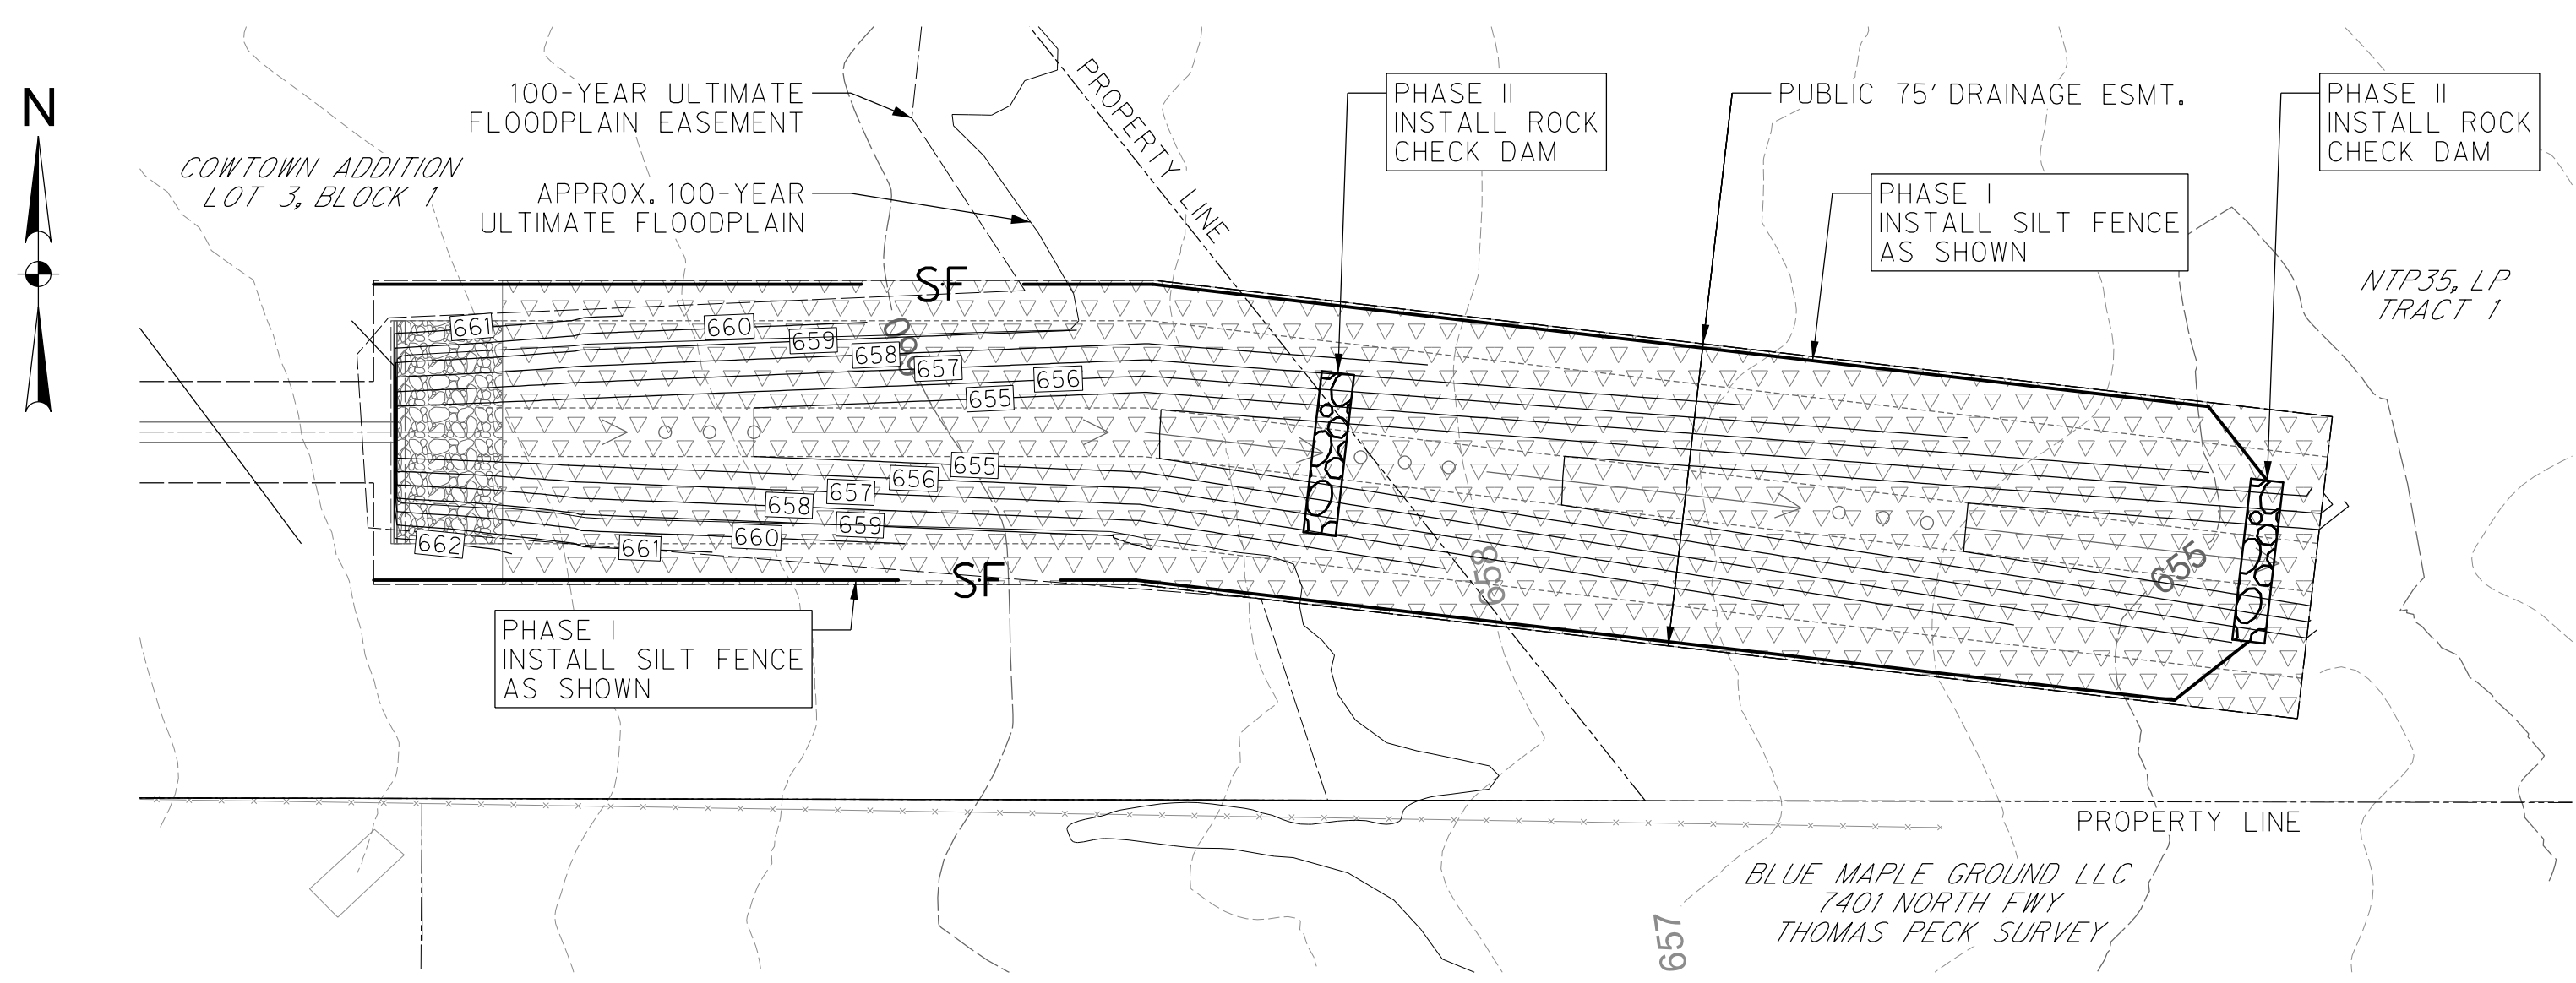 N
100-YEAR ULTIMATE
FLOODPLAIN EASEMENT
COWTOWN ADDITION
LOT 3, BLOCK 1
APPROX. 100-YEAR
ULTIMATE FLOODPLAIN
PROPERTY LINE
PHASE II
INSTALL ROCK
CHECK DAM
PUBLIC 75' DRAINAGE ESMT.
PHASE I
INSTALL SILT FENCE
AS SHOWN
PHASE II
INSTALL ROCK
CHECK DAM
NTP35, LP
TRACT 1
SF
661
660
659
658
657
656
655
660
655
656
657
658
659
660
661
662
SF
658
655
PHASE I
INSTALL SILT FENCE
AS SHOWN
PROPERTY LINE
BLUE MAPLE GROUND LLC
7401 NORTH FWY
THOMAS PECK SURVEY
657